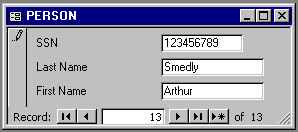 PERSON
SSN 123456789
Last Name Smedly
First Name Arthur
Record: 13 of 13